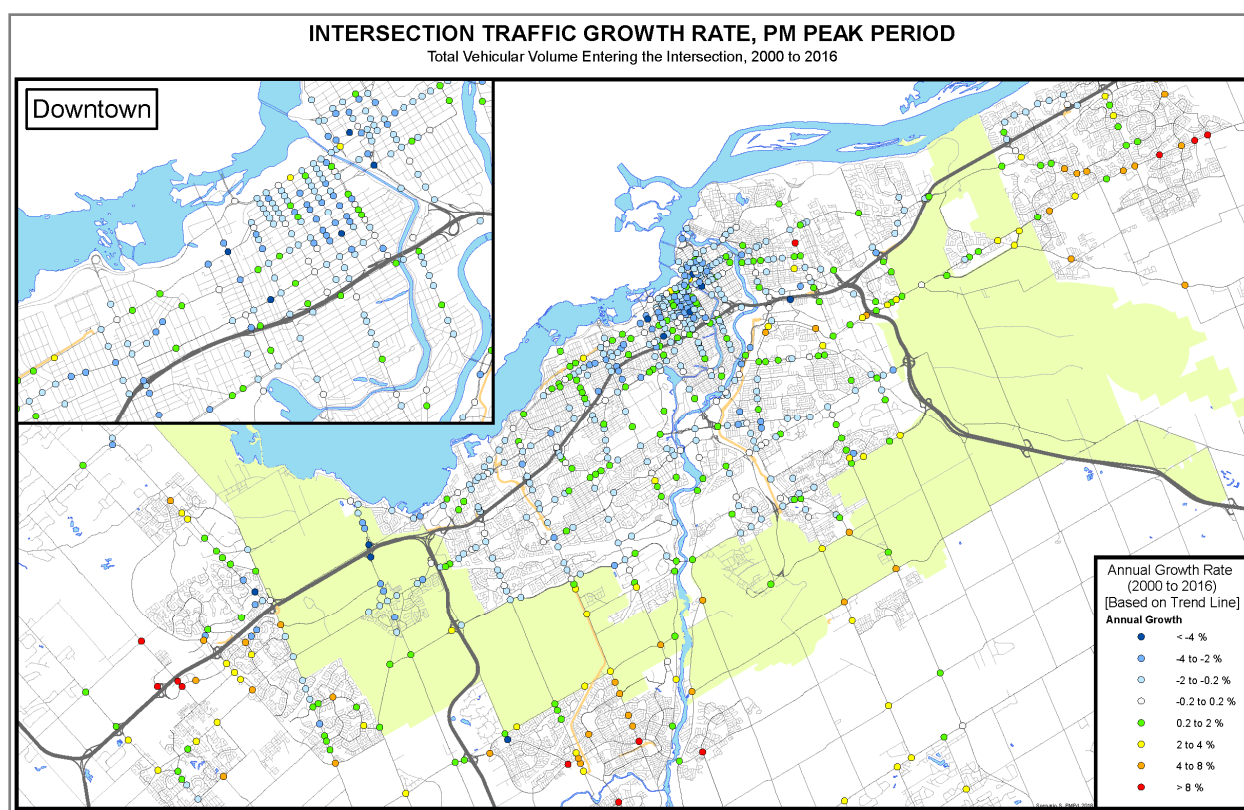 INTERSECTION TRAFFIC GROWTH RATE, PM PEAK PERIOD
Total Vehicular Volume Entering the Intersection, 2000 to 2016
Downtown
Annual Growth Rate
(2000 to 2016)
[Based on Trend Line]
Annual Growth
< -4 %
-4 to -2 %
-2 to -0.2 %
-0.2 to 0.2 %
0.2 to 2 %
2 to 4 %
4 to 8 %
> 8 %